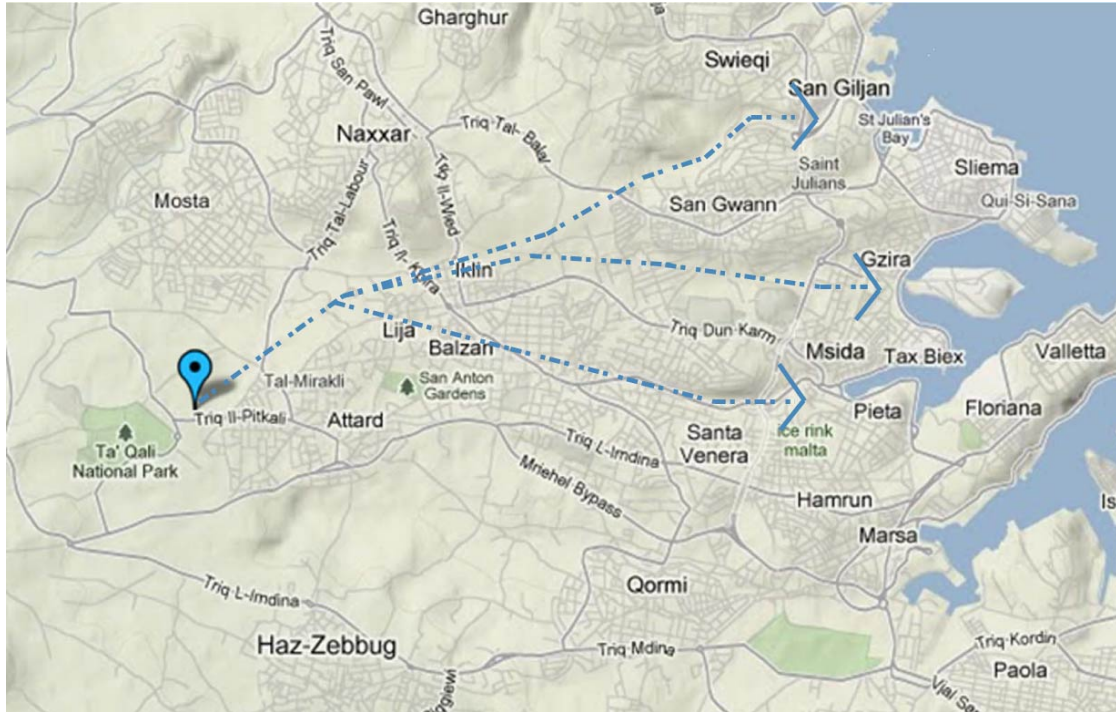 Gharghur
Swieqi
San Giljan
Triq San Pawl
Naxxar
Triq Tal- Balal
St Julian's
Bay
Sliema
Saint
Julians
Mosta
Triq Tal-Labour
Triq Il-Wied
San Gwann
Qui-Si-Sana
Iklin
Gzira
Lija
Balzan
Triq Dun Karm
Msida
Tax Biex
Valletta
Tal-Mirakli
San Anton
Gardens
Triq Il-Pitkali
Attard
Pieta
Floriana
Ta' Qali
National Park
Triq L-Imdina
Santa
Venera
Ice rink
malta
Mriehel Bypass
Hamrun
Marsa
Triq L-Imdina
Qormi
Haz-Zebbug
Triq Mdina
Triq Kordin
Paola